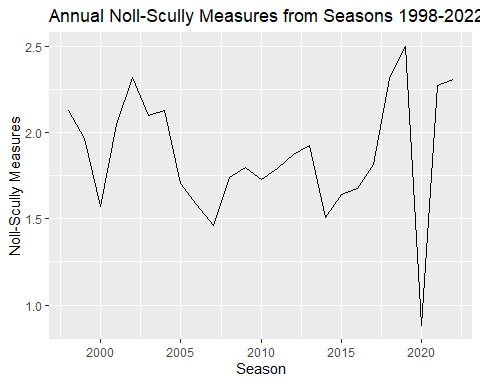 Annual Noll-Scully Measures from Seasons 1998-2022
2.5
2.0
1.5
1.0
Noll-Scully Measures
2000 2005 2010 2015 2020
Season